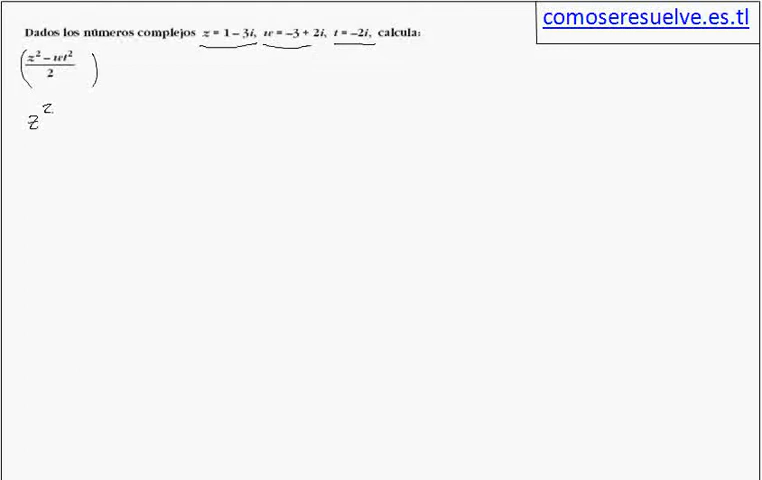 comoseresuelve.es.tl
Dados los números complejos z = 1 – 3i, w = –3 + 2i, t = –2i, calcula:
(z² – wt²
2)
z²